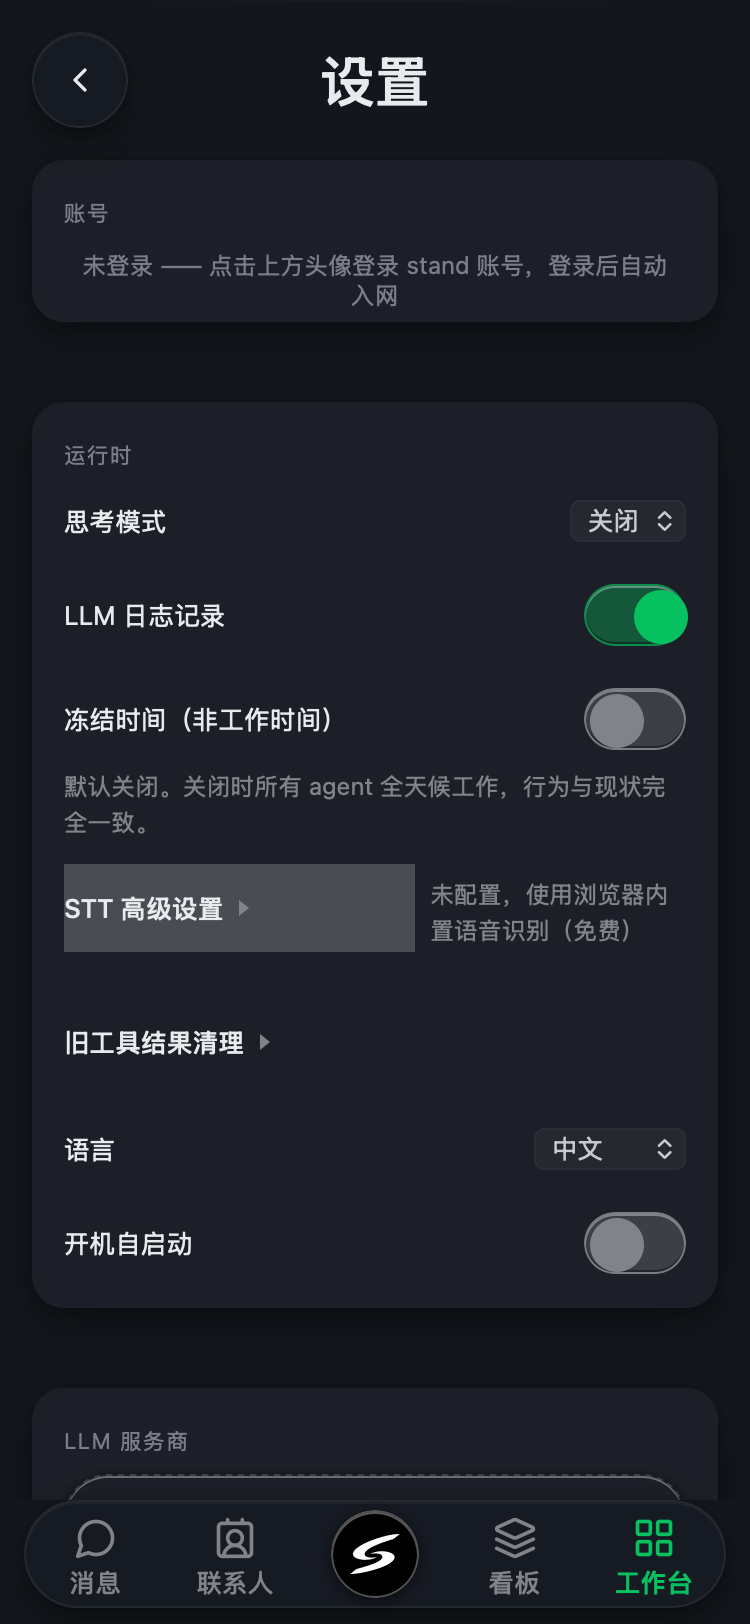 设置
账号
未登录 —— 点击上方头像登录 stand 账号，登录后自动
入网
运行时
思考模式
关闭
LLM 日志记录
冻结时间（非工作时间）
默认关闭。关闭时所有 agent 全天候工作，行为与现状完
全一致。
STT 高级设置
未配置，使用浏览器内
置语音识别（免费）
旧工具结果清理
语言
中文
开机自启动
LLM 服务商
消息
联系人
看板
工作台